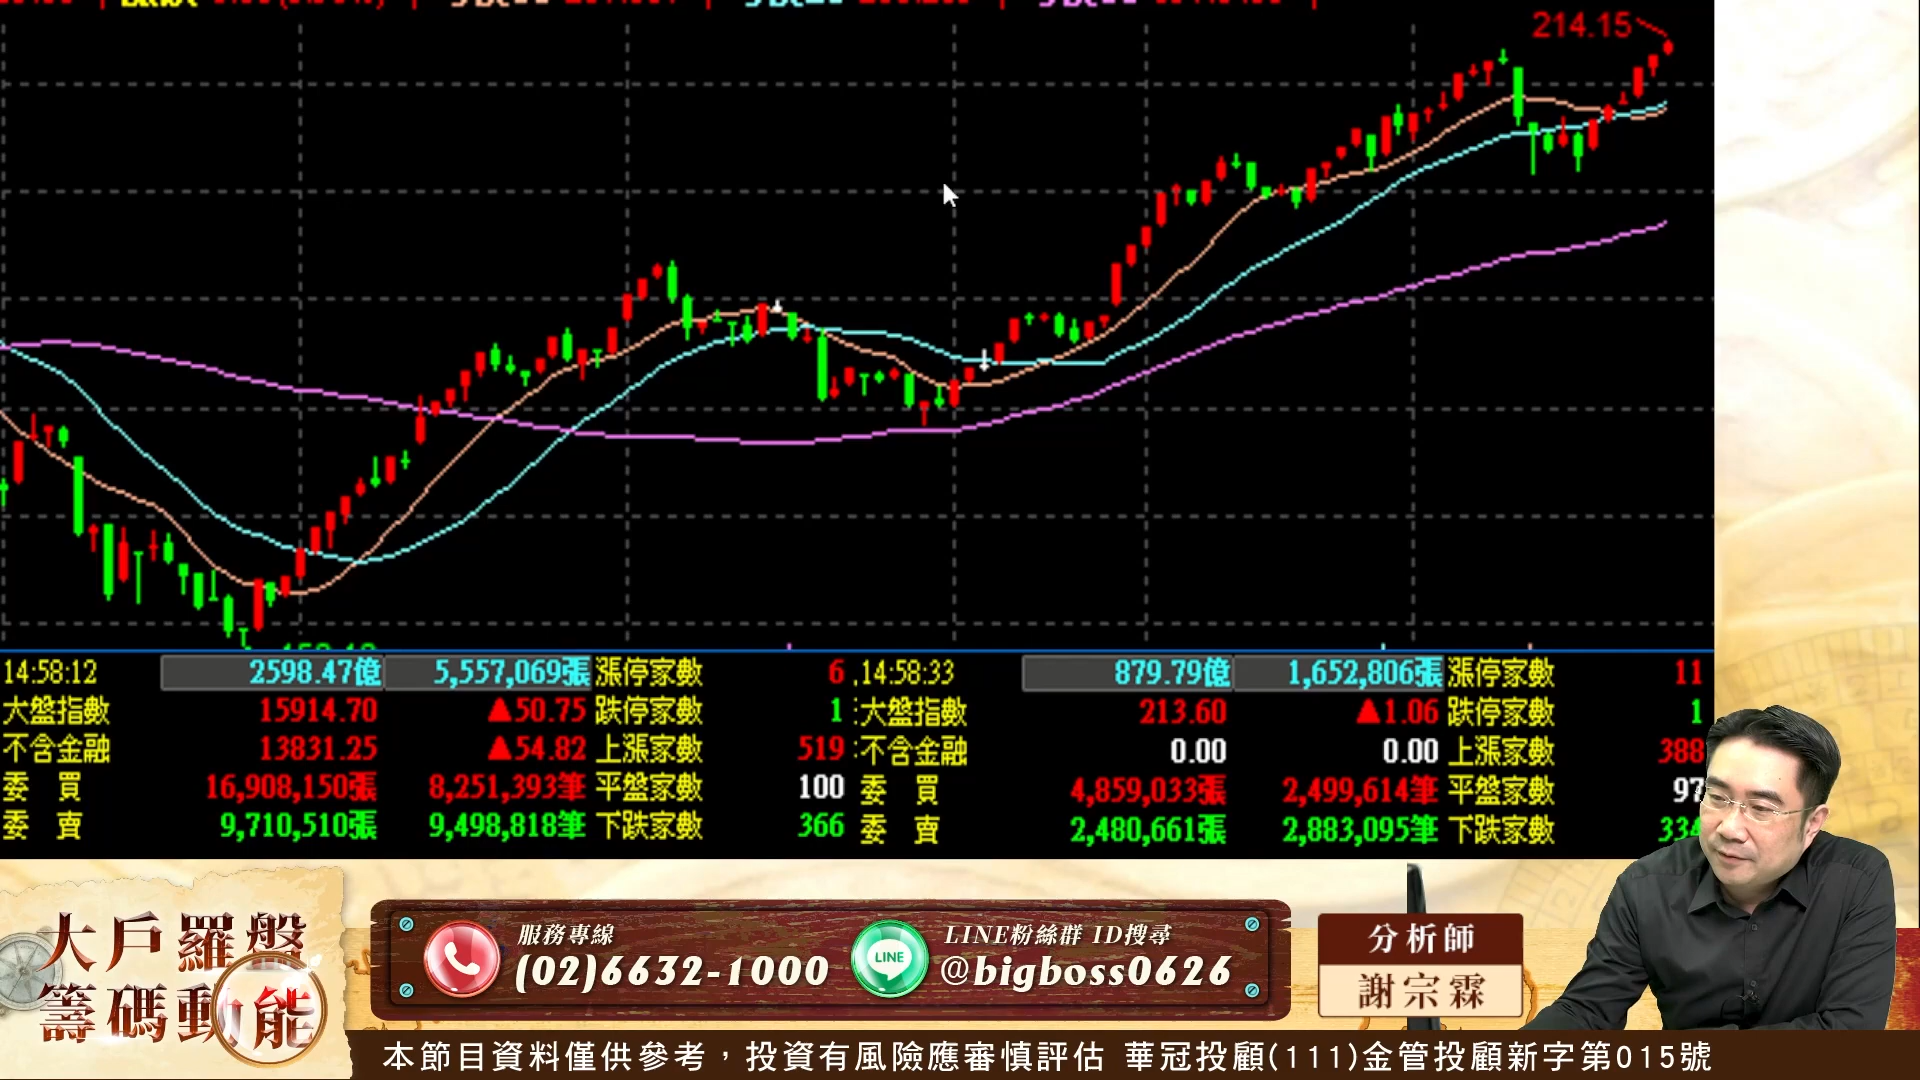 214.15
14:58:12 2598.47億 5,557,069張 漲停家數 6
大盤指數 15914.70 ▲50.75 跌停家數 1
不含金融 13831.25 ▲54.82 上漲家數 519
委 買 16,908,150張 8,251,393筆 平盤家數 100
委 賣 9,710,510張 9,498,818筆 下跌家數 366
14:58:33 879.79億 1,652,806張 漲停家數 11
大盤指數 213.60 ▲1.06 跌停家數 1
不含金融 0.00 0.00 上漲家數 388
委 買 4,859,033張 2,499,614筆 平盤家數 97
委 賣 2,480,661張 2,883,095筆 下跌家數 334
大戶羅盤
籌碼動能
服務專線
(02)6632-1000
LINE
LINE粉絲群 ID搜尋
@bigboss0626
分析師
謝宗霖
本節目資料僅供參考，投資有風險應審慎評估 華冠投顧(111)金管投顧新字第015號